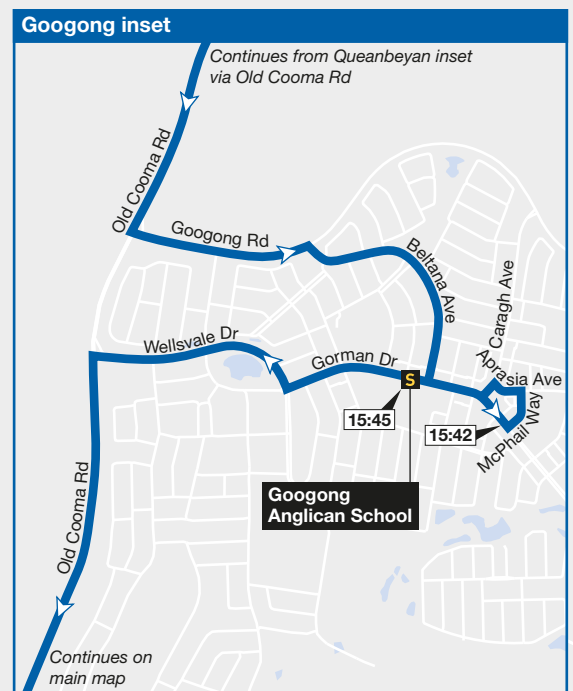 Googong inset
Continues from Queanbeyan inset
via Old Cooma Rd
Old Cooma Rd
Googong Rd
Beltana Ave
Caragh Ave
Wellsvale Dr
Gorman Dr
Aprasia Ave
S
15:45
15:42
McPhail Way
Googong
Anglican School
Old Cooma Rd
Continues on
main map